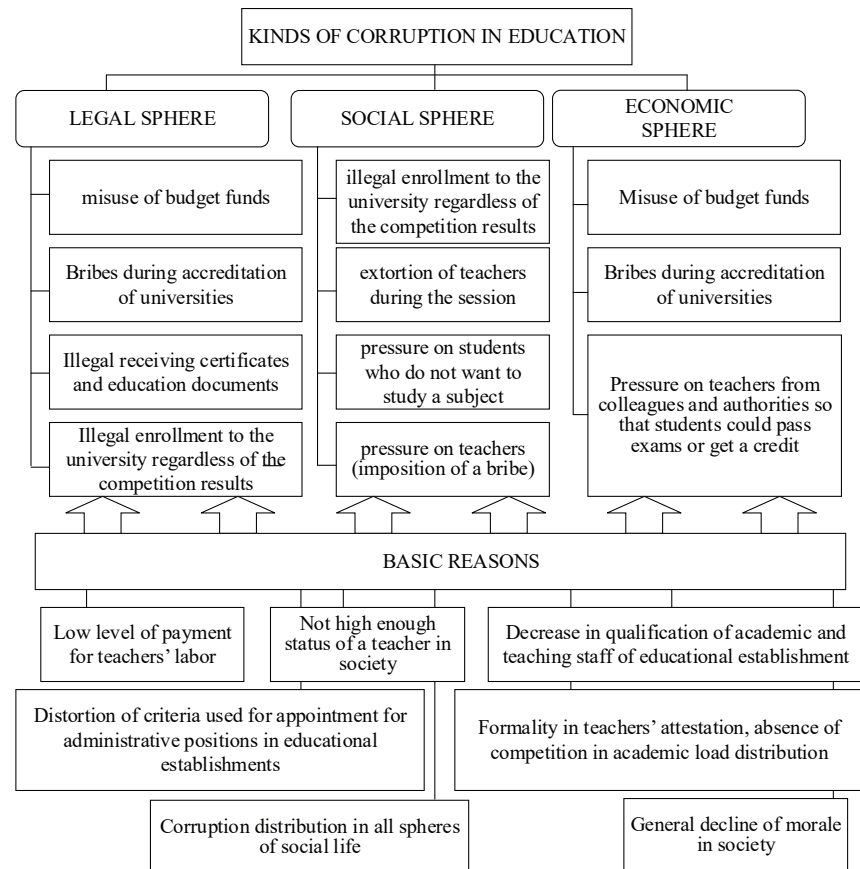 KINDS OF CORRUPTION IN EDUCATION
LEGAL SPHERE
SOCIAL SPHERE
ECONOMIC
SPHERE
misuse of budget funds
Bribes during accreditation
of universities
Illegal receiving certificates
and education documents
Illegal enrollment to the
university regardless of the
competition results
illegal enrollment to the
university regardless of
the competition results
extortion of teachers
during the session
pressure on students
who do not want to
study a subject
pressure on teachers
(imposition of a bribe)
Misuse of budget funds
Bribes during accreditation
of universities
Pressure on teachers from
colleagues and authorities so
that students could pass
exams or get a credit
BASIC REASONS
Low level of payment
for teachers’ labor
Not high enough
status of a teacher in
society
Decrease in qualification of academic and
teaching staff of educational establishment
Distortion of criteria used for appointment for
administrative positions in educational
establishments
Formality in teachers’ attestation, absence of
competition in academic load distribution
Corruption distribution in all spheres
of social life
General decline of morale
in society